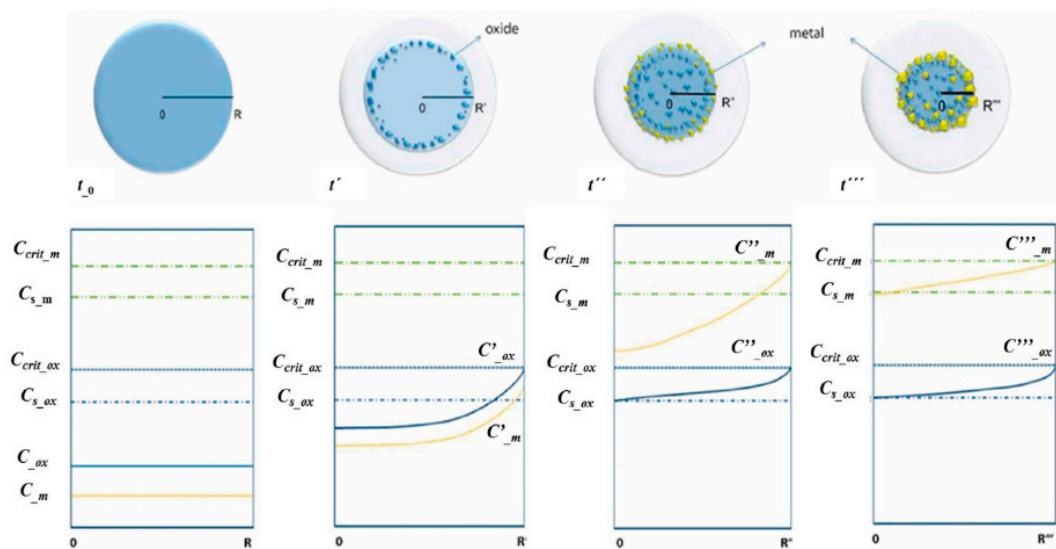 oxide
metal
0
R
0
R'
0
R''
0
R'''
t_0
t'
t''
t'''
C_crit_m
C_s_m
C_crit_ox
C_s_ox
C_ox
C_m
0
R
C_crit_m
C_s_m
C_crit_ox
C_s_ox
C'_ox
C'_m
0
R'
C_crit_m
C_s_m
C_crit_ox
C_s_ox
C''_m
C''_ox
0
R''
C_crit_m
C_s_m
C_crit_ox
C_s_ox
C'''_m
C'''_ox
0
R'''